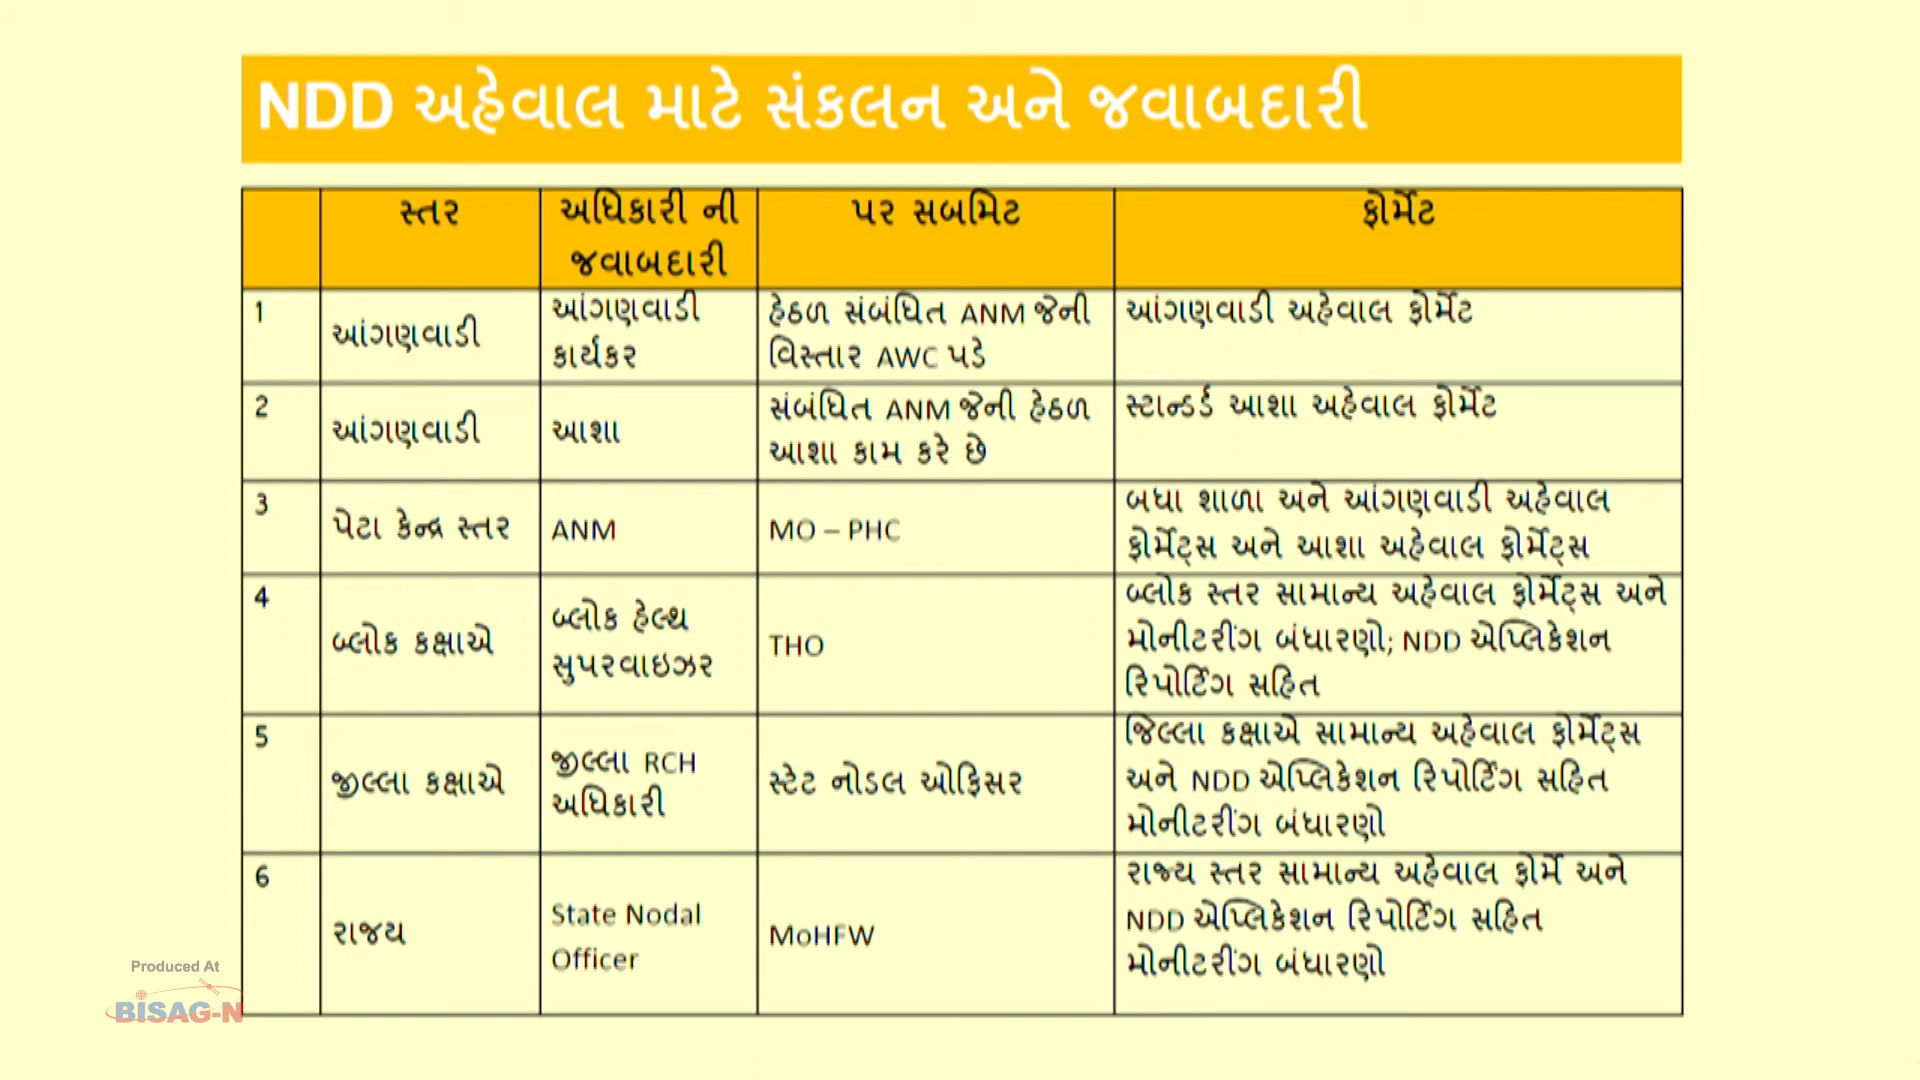 NDD અહેવાલ માટે સંકલન અને જવાબદારી
સ્તર
અધિકારી ની
જવાબદારી
પર સબમિટ
ફોર્મેટ
1
આંગણવાડી
આંગણવાડી
કાર્યકર
હેઠળ સંબંધિત ANM જેની
વિસ્તાર AWC પડે
આંગણવાડી અહેવાલ ફોર્મેટ
2
આંગણવાડી
આશા
સંબંધિત ANM જેની હેઠળ
આશા કામ કરે છે
સ્ટાન્ડર્ડ આશા અહેવાલ ફોર્મેટ
3
પેટા કેન્દ્ર સ્તર
ANM
MO – PHC
બધા શાળા અને આંગણવાડી અહેવાલ
ફોર્મેટ્સ અને આશા અહેવાલ ફોર્મેટ્સ
4
બ્લોક કક્ષાએ
બ્લોક હેલ્થ
સુપરવાઇઝર
THO
બ્લોક સ્તર સામાન્ય અહેવાલ ફોર્મેટ્સ અને
મોનીટરીંગ બંધારણો; NDD એપ્લિકેશન
રિપોર્ટિંગ સહિત
5
જીલ્લા કક્ષાએ
જીલ્લા RCH
અધિકારી
સ્ટેટ નોડલ ઓફિસર
જિલ્લા કક્ષાએ સામાન્ય અહેવાલ ફોર્મેટ્સ
અને NDD એપ્લિકેશન રિપોર્ટિંગ સહિત
મોનીટરીંગ બંધારણો
6
રાજય
State Nodal
Officer
MoHFW
રાજ્ય સ્તર સામાન્ય અહેવાલ ફોર્મે અને
NDD એપ્લિકેશન રિપોર્ટિંગ સહિત
મોનીટરીંગ બંધારણો
Produced At
BISAG-N